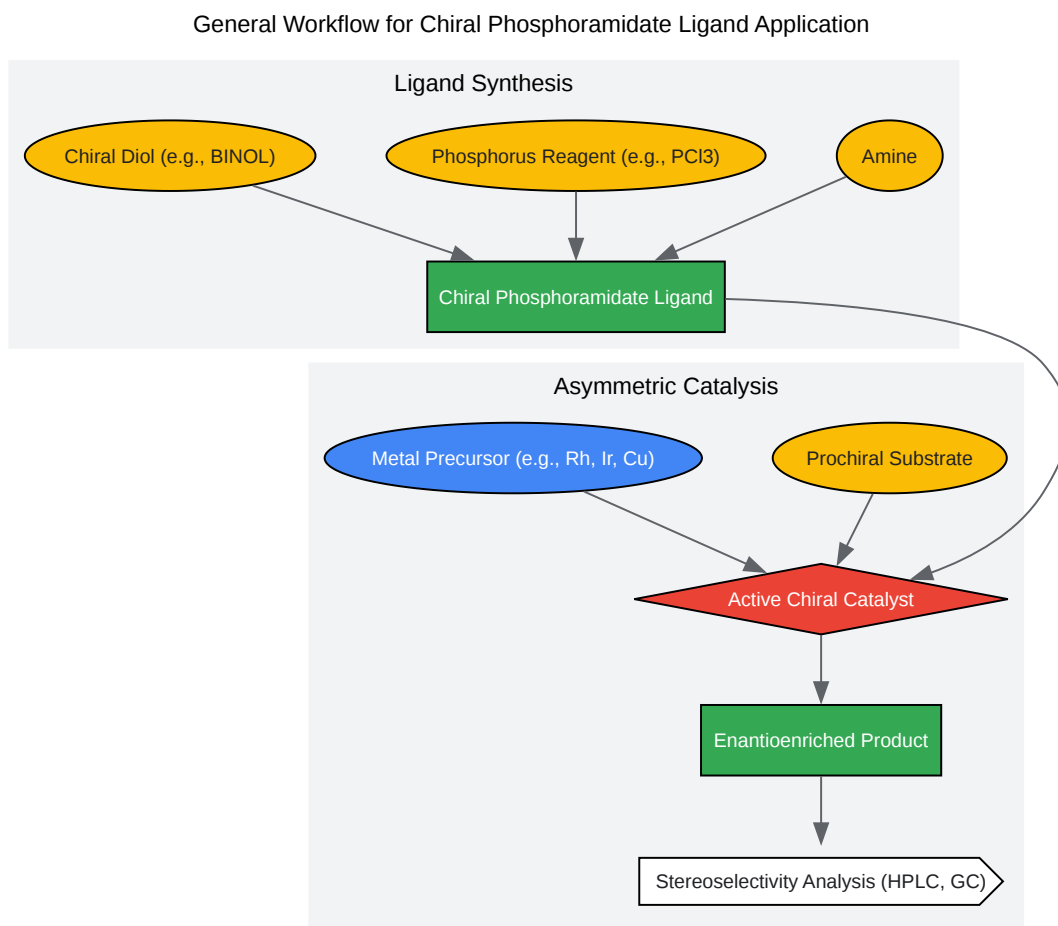 General Workflow for Chiral Phosphoramidate Ligand Application
Ligand Synthesis
Chiral Diol (e.g., BINOL)
Phosphorus Reagent (e.g., PCl3)
Amine
Chiral Phosphoramidate Ligand
Asymmetric Catalysis
Metal Precursor (e.g., Rh, Ir, Cu)
Prochiral Substrate
Active Chiral Catalyst
Enantioenriched Product
Stereoselectivity Analysis (HPLC, GC)